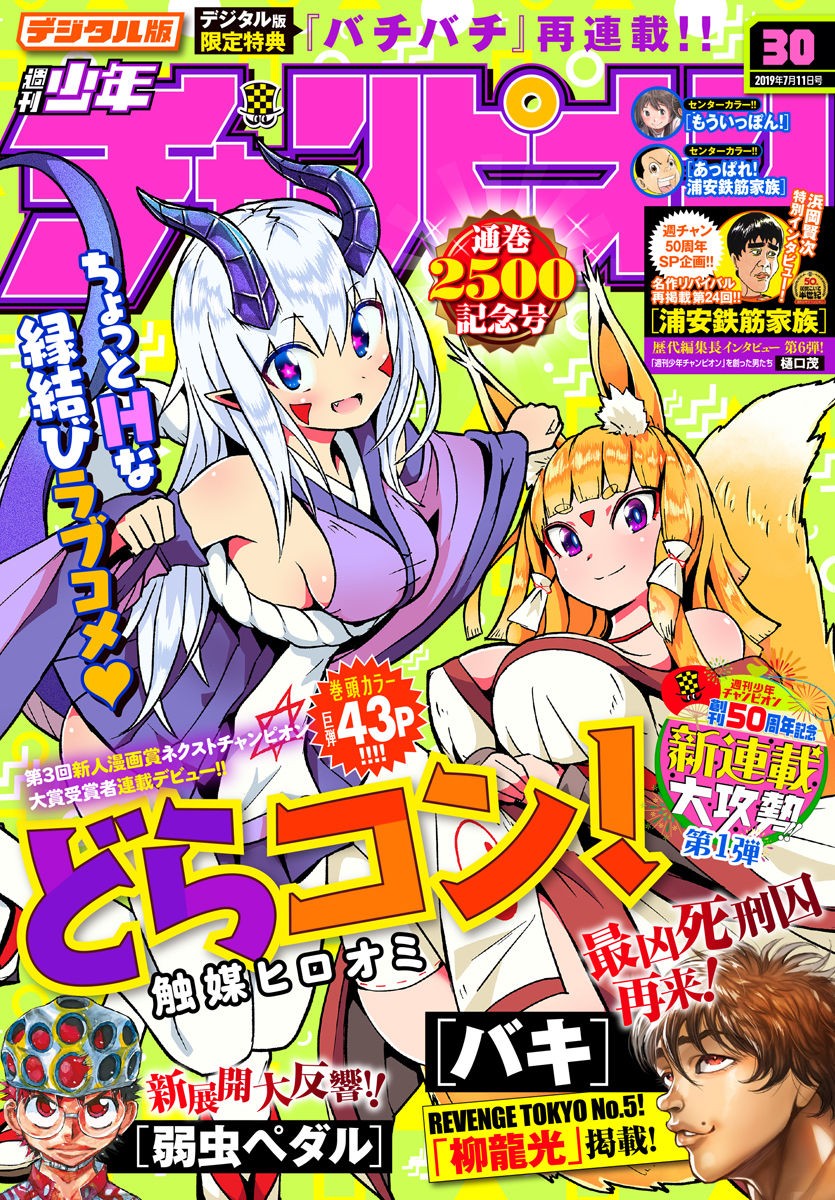 デジタル版
デジタル版
限定特典
『バチバチ』再連載!!
30
2019年7月11日号
週刊
少年
チャンピオン
センターカラー!!
[もういっぽん!]
センターカラー!!
[あっぱれ!
浦安鉄筋家族]
浜岡賢次
特別インタビュー!
週チャン
50周年
SP企画!!
名作リバイバル
再掲載第24回!!
[浦安鉄筋家族]
歴代編集長インタビュー 第6弾!
「週刊少年チャンピオン」を創った男たち 樋口茂
通巻
2500
記念号
ちょっとHな
縁結びラブコメ♥
巻頭カラー
巨弾43P
!!!!
第3回新人漫画賞ネクストチャンピオン
大賞受賞者連載デビュー!!
どらコン!
触媒ヒロオミ
週刊少年
チャンピオン
創刊50周年記念
新連載
大攻勢!!
第1弾
最凶死刑囚
再来!
[バキ]
REVENGE TOKYO No.5!
「柳龍光」掲載!
新展開大反響!!
[弱虫ペダル]